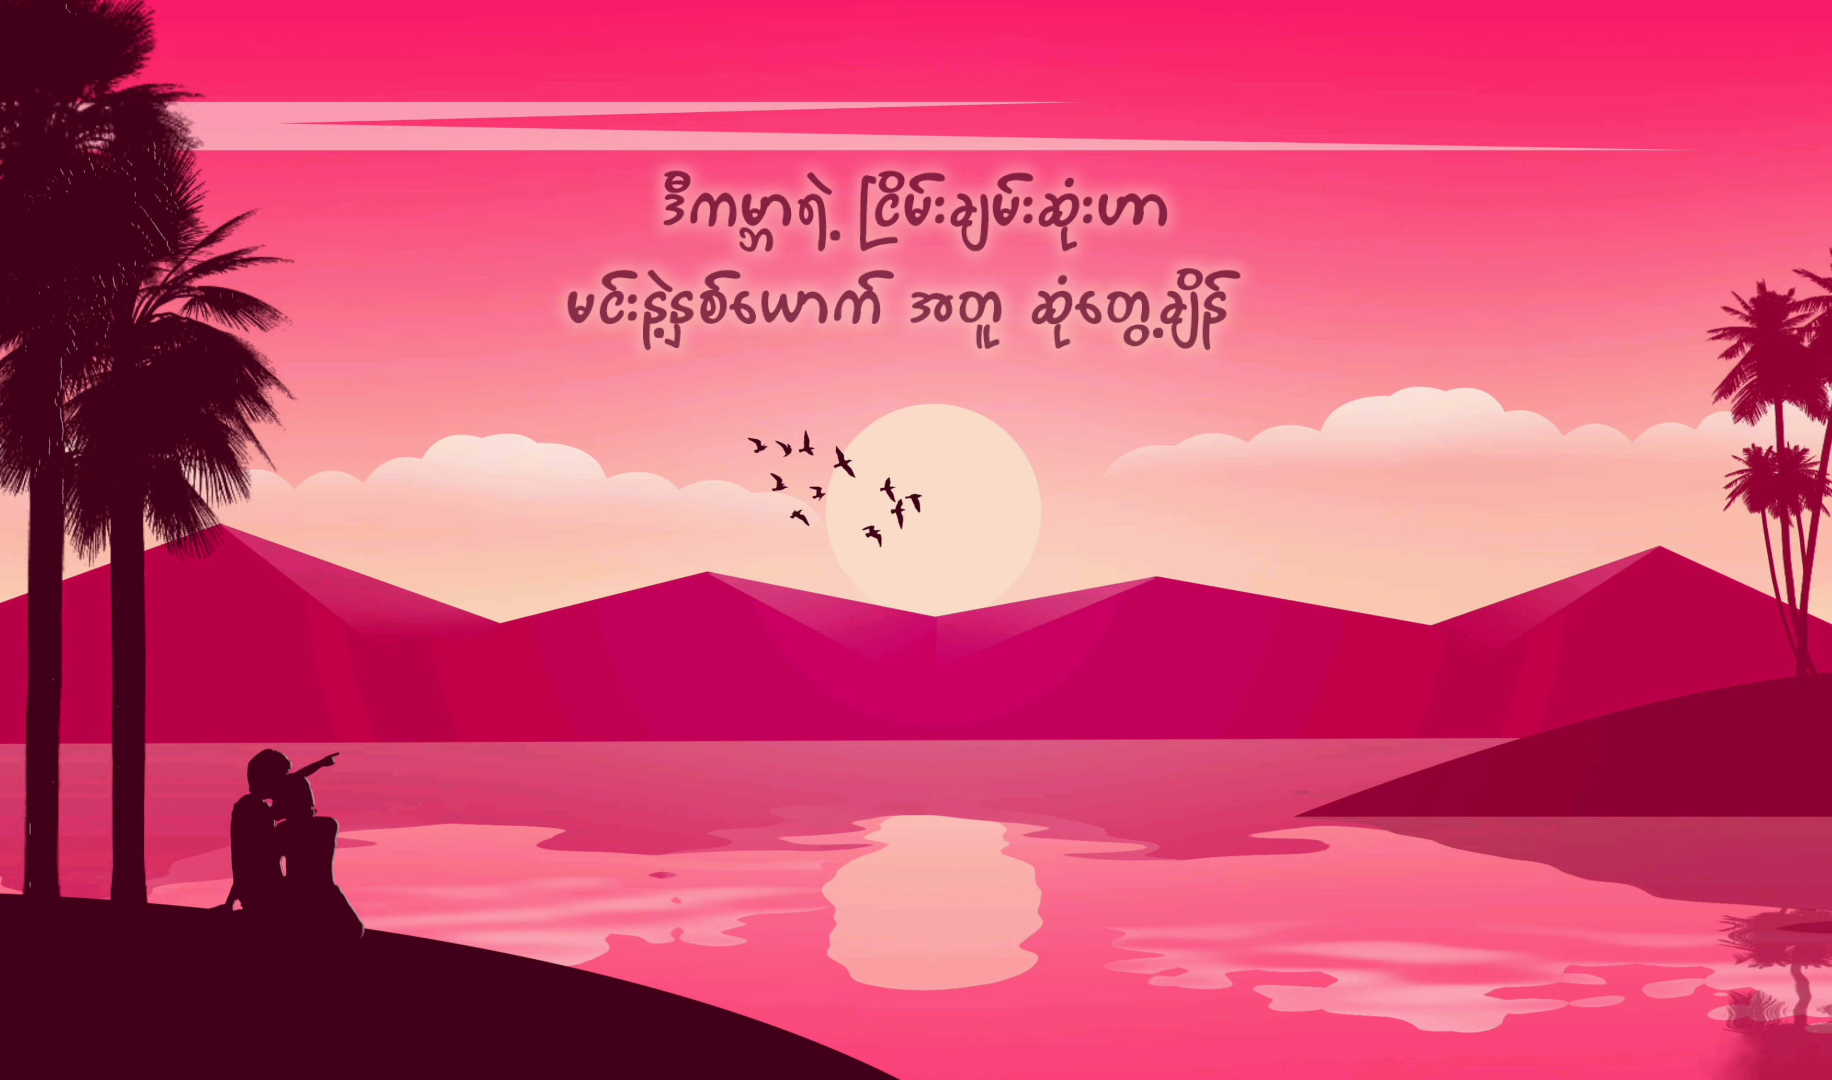 ဒီကမ္ဘာရဲ့ ငြိမ်းချမ်းဆုံးဟာ
မင်းနဲ့နှစ်ယောက် အတူ ဆုံတွေ့ချိန်